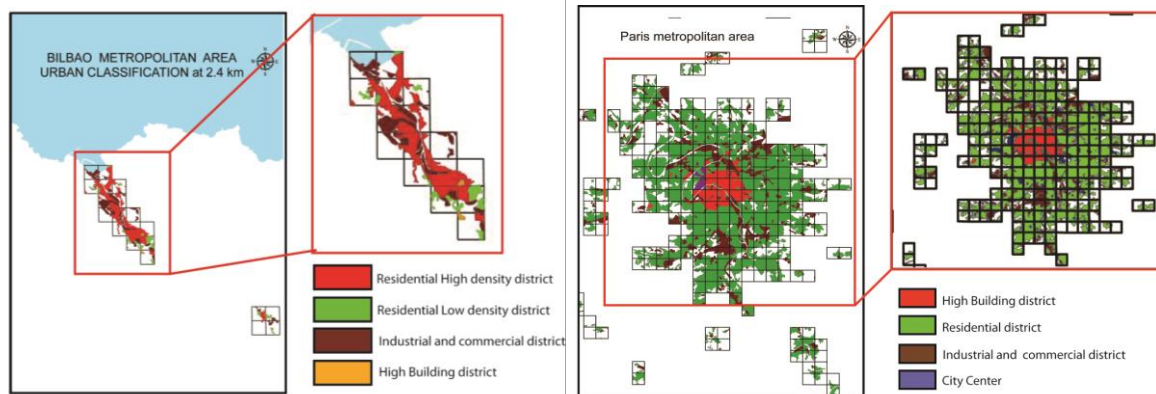 BILBAO METROPOLITAN AREA
URBAN CLASSIFICATION at 2.4 km
Residential High density district
Residential Low density district
Industrial and commercial district
High Building district
Paris metropolitan area
High Building district
Residential district
Industrial and commercial district
City Center